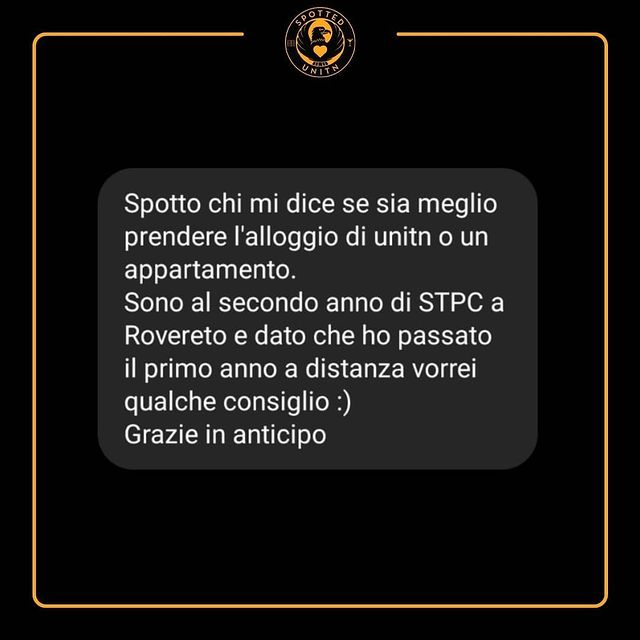 SPOTTED
UNITN
Spotto chi mi dice se sia meglio
prendere l'alloggio di unitn o un
appartamento.
Sono al secondo anno di STPC a
Rovereto e dato che ho passato
il primo anno a distanza vorrei
qualche consiglio :)
Grazie in anticipo